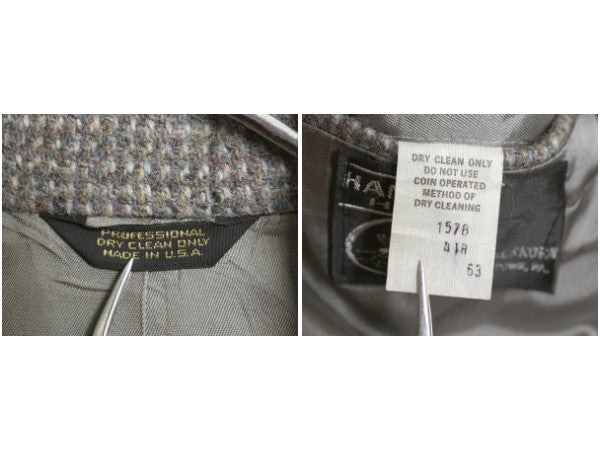 PROFESSIONAL
DRY CLEAN ONLY
MADE IN U.S.A.
DRY CLEAN ONLY
DO NOT USE
COIN OPERATED
METHOD OF
DRY CLEANING
1578
63
HA